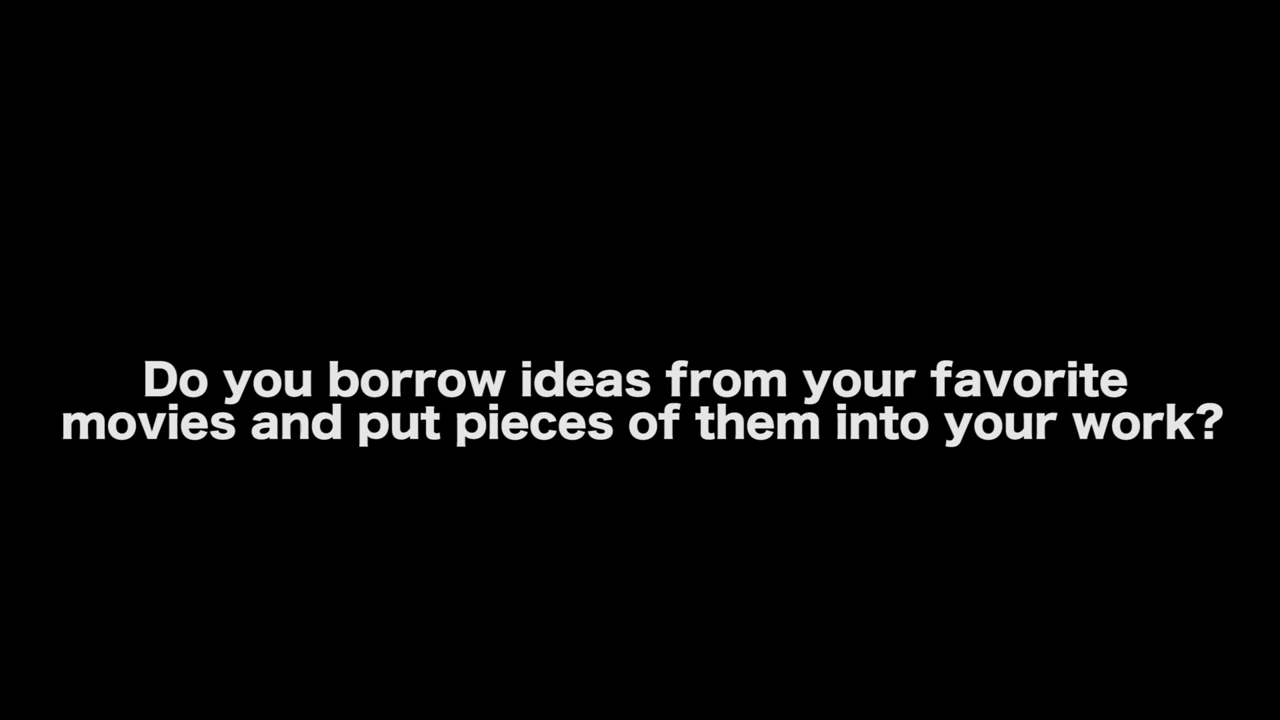 Do you borrow ideas from your favorite
movies and put pieces of them into your work?